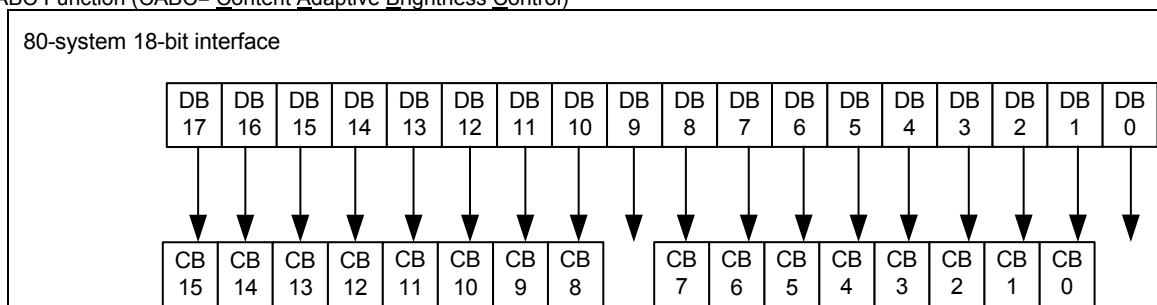 ABC Function (CABC= Content Adaptive Brightness Control)
80-system 18-bit interface
DB DB DB DB DB DB DB DB DB DB DB DB DB DB DB DB DB DB
17 16 15 14 13 12 11 10 9 8 7 6 5 4 3 2 1 0
CB CB CB CB CB CB CB CB CB CB CB CB CB CB CB CB
15 14 13 12 11 10 9 8 7 6 5 4 3 2 1 0